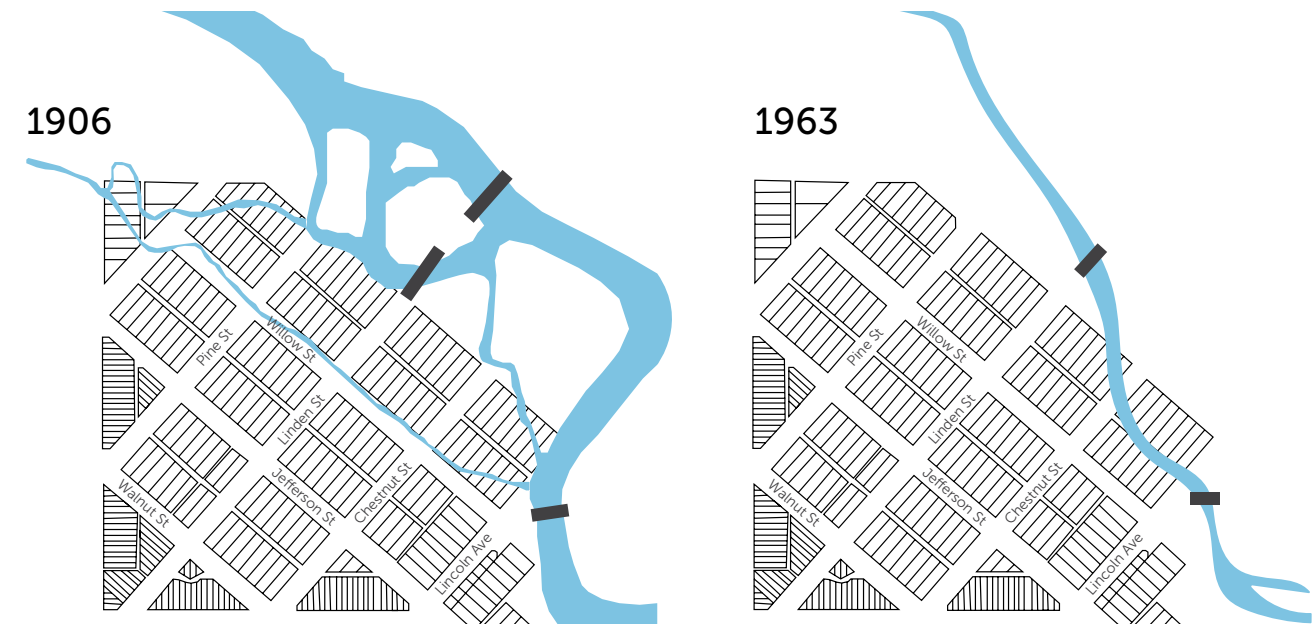 1906
Pine St
Willow St
Linden St
Jefferson St
Chestnut St
Walnut St
Lincoln Ave
1963
Pine St
Willow St
Linden St
Jefferson St
Chestnut St
Walnut St
Lincoln Ave